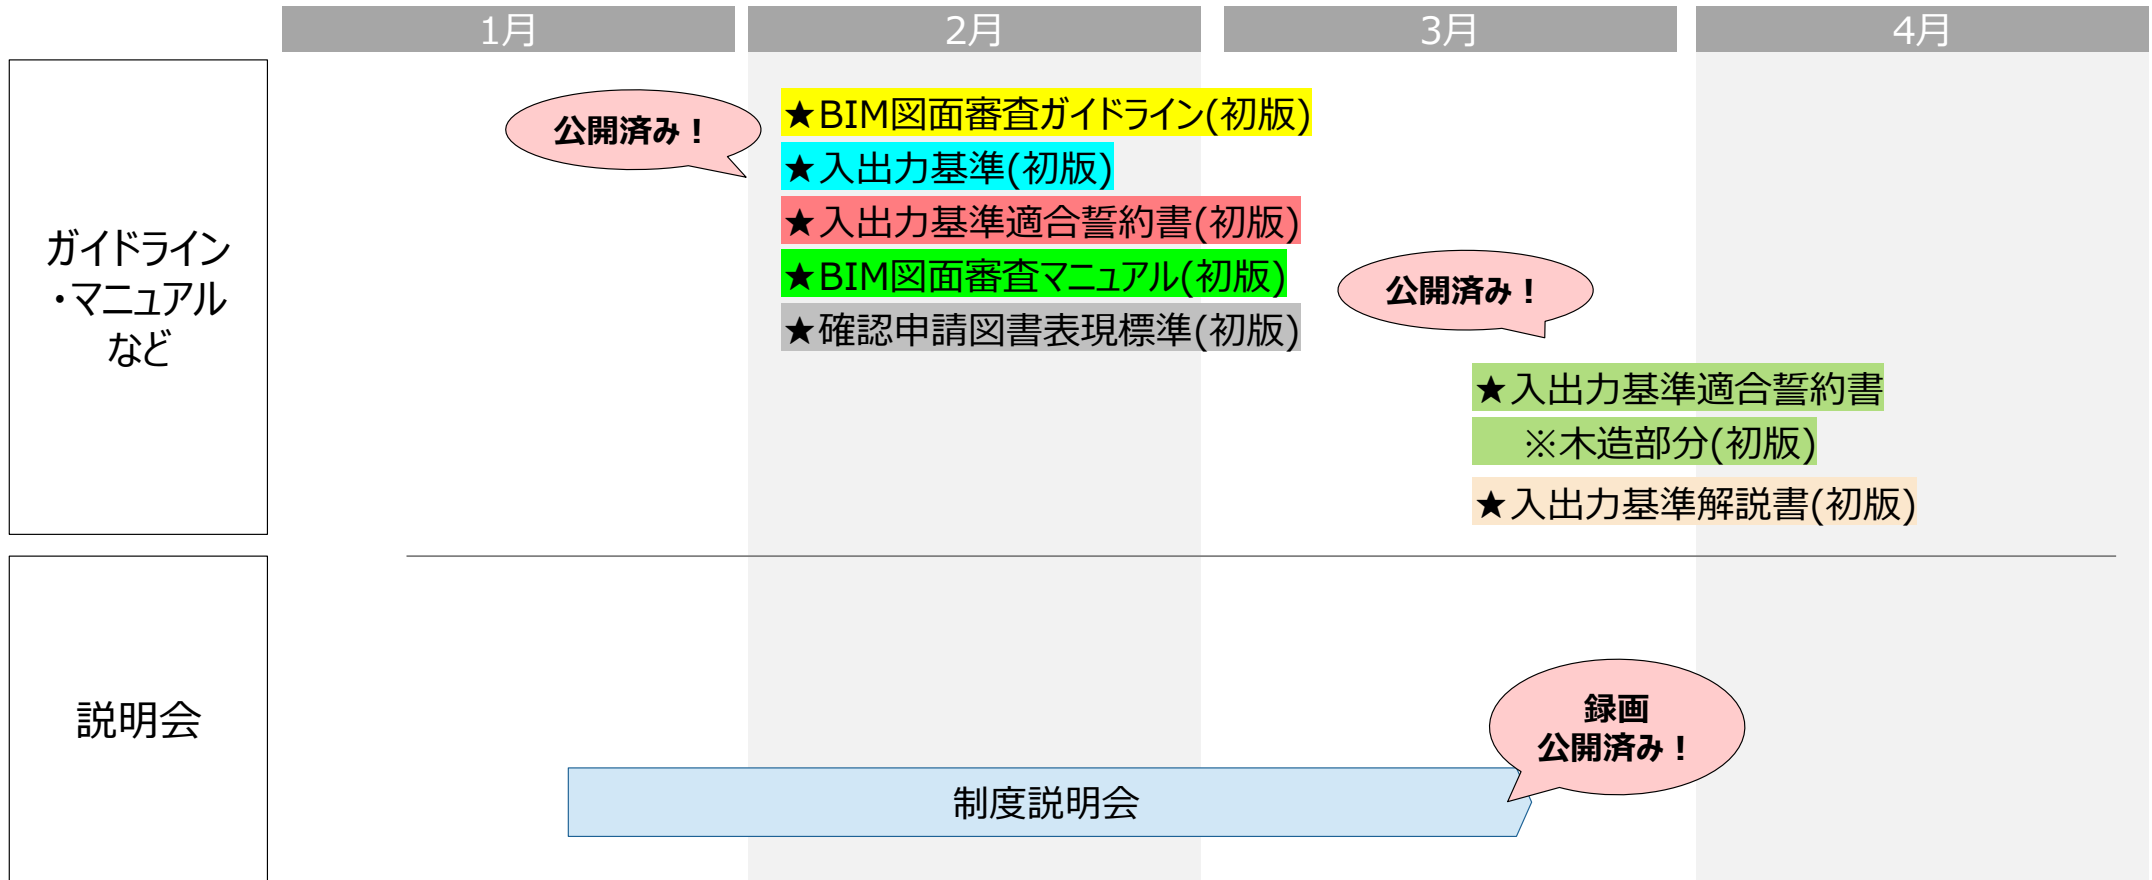 1月
2月
3月
4月
ガイドライン
・マニュアル
など
公開済み！
★BIM図面審査ガイドライン(初版)
★入出力基準(初版)
★入出力基準適合誓約書(初版)
★BIM図面審査マニュアル(初版)
★確認申請図書表現標準(初版)
公開済み！
★入出力基準適合誓約書
※木造部分(初版)
★入出力基準解説書(初版)
説明会
録画
公開済み！
制度説明会